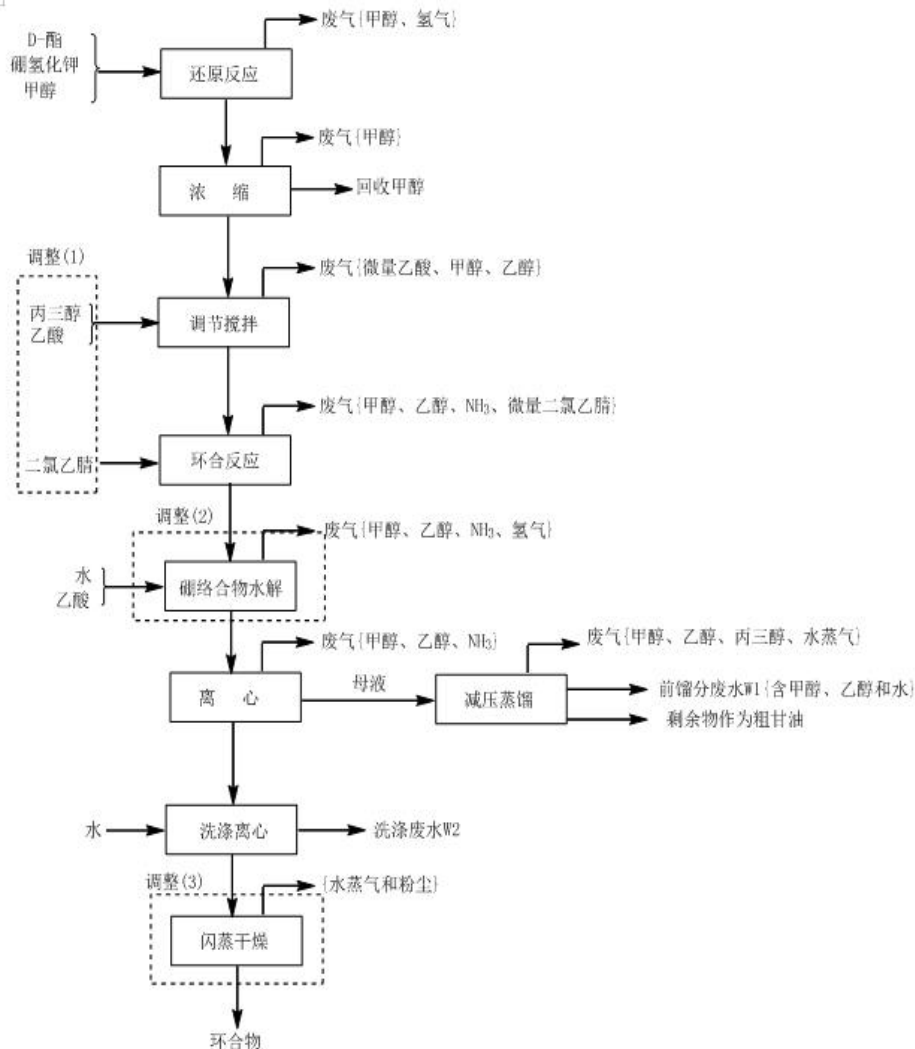 废气{甲醇、氢气}
D-酯
硼氢化钾
甲醇
还原反应
废气{甲醇}
浓 缩
回收甲醇
调整(1)
废气{微量乙酸、甲醇、乙醇}
丙三醇
乙酸
调节搅拌
废气{甲醇、乙醇、NH₃、微量二氯乙腈}
二氯乙腈
环合反应
调整(2)
废气{甲醇、乙醇、NH₃、氢气}
水
乙酸
硼络合物水解
废气{甲醇、乙醇、NH₃}
废气{甲醇、乙醇、丙三醇、水蒸气}
离 心
母液
减压蒸馏
前馏分废水W1{含甲醇、乙醇和水}
剩余物作为粗甘油
水
洗涤离心
洗涤废水W2
调整(3)
{水蒸气和粉尘}
闪蒸干燥
环合物